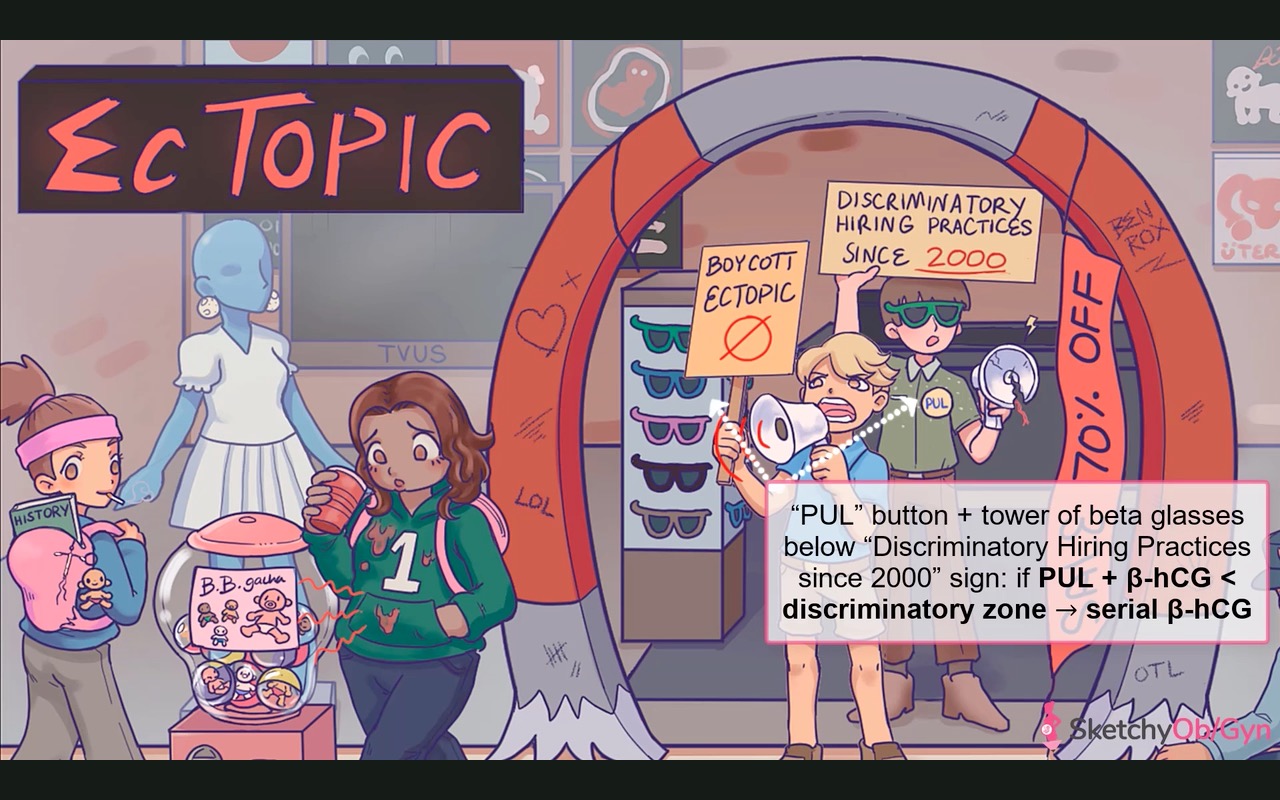 ECTOPIC
TVUS
HISTORY
B.B. gacha
1
LOL
BOYCOTT
ECTOPIC
DISCRIMINATORY
HIRING PRACTICES
SINCE 2000
PUL
70% OFF
BEN
ROX
ÜTER
OTL
“PUL” button + tower of beta glasses
below “Discriminatory Hiring Practices
since 2000” sign: if PUL + β-hCG <
discriminatory zone → serial β-hCG
SketchyOb/Gyn